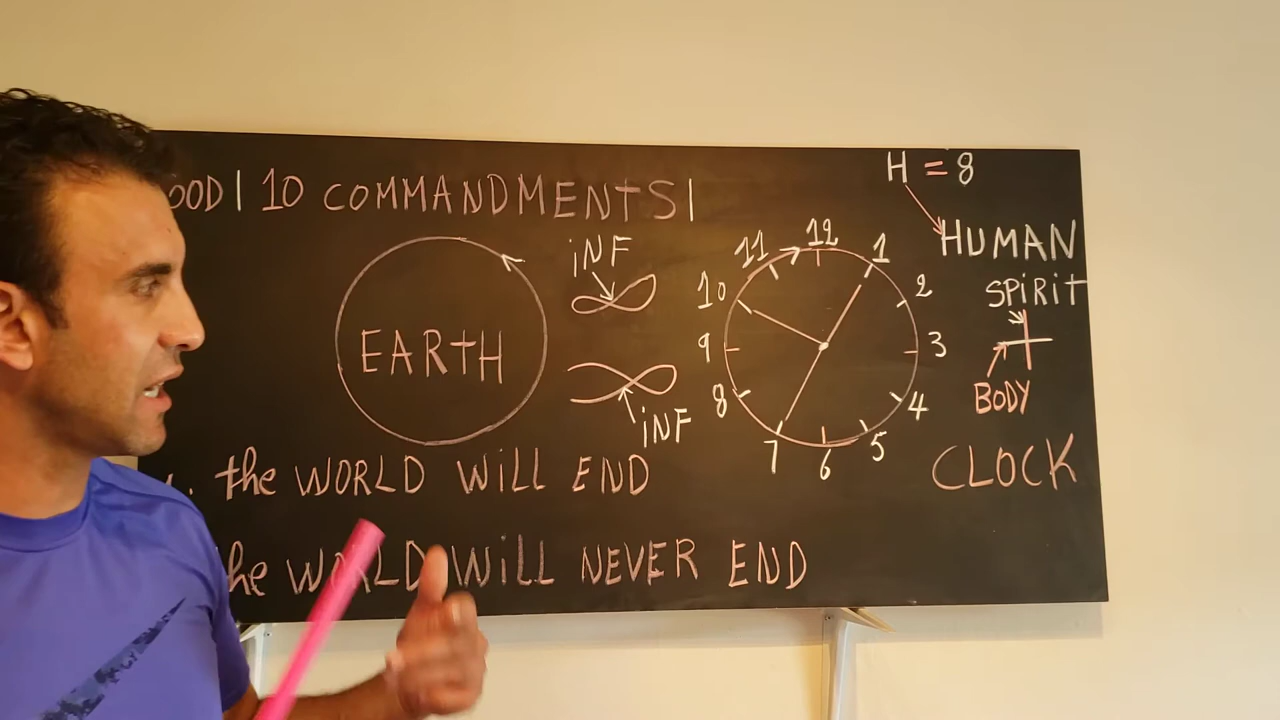 OOD | 10 COMMANDMENTS |
H = 8
HUMAN
SPiRiT
BODY
EARTH
iNF
iNF
12
1
2
3
4
5
6
7
8
9
10
11
CLOCK
. the WORLD WiLL END
he WORLD WiLL NEVER END